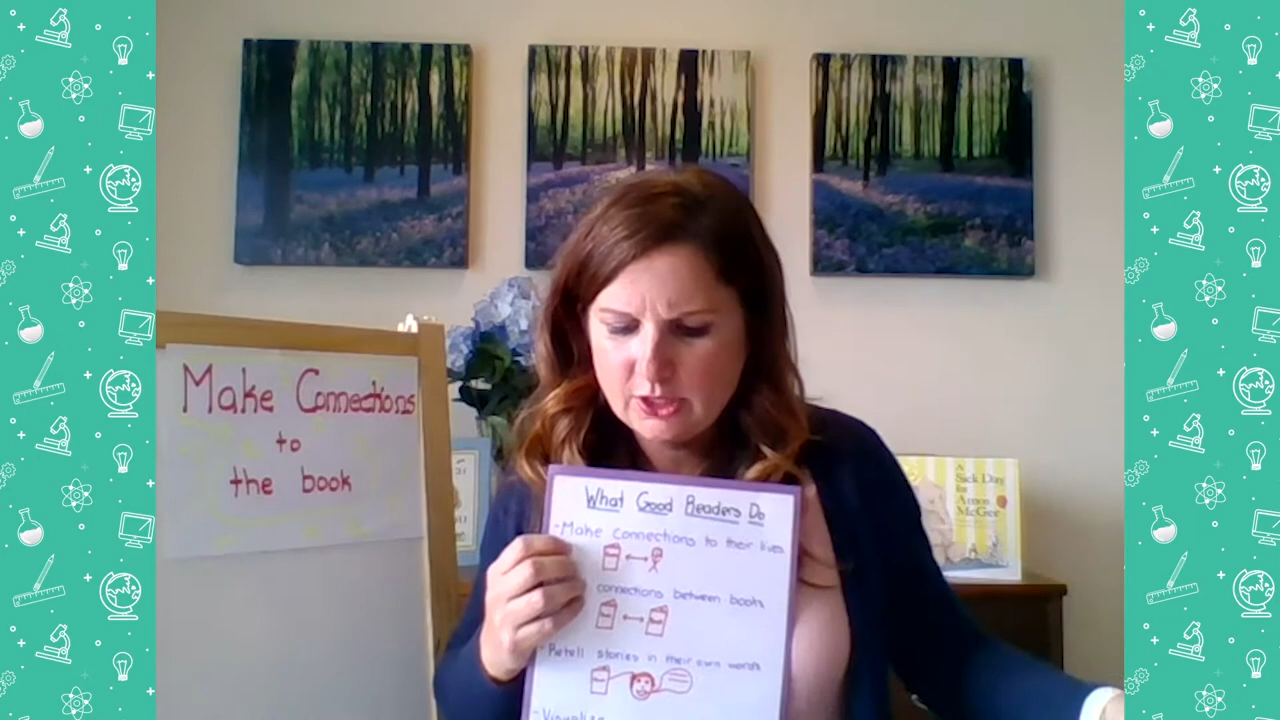 Make Connections
to
the book
What Good Readers Do
- Make connections to their lives
connections between books
- Retell stories in their own words
- Visualize
A
Sick Day
for
Amos
McGee